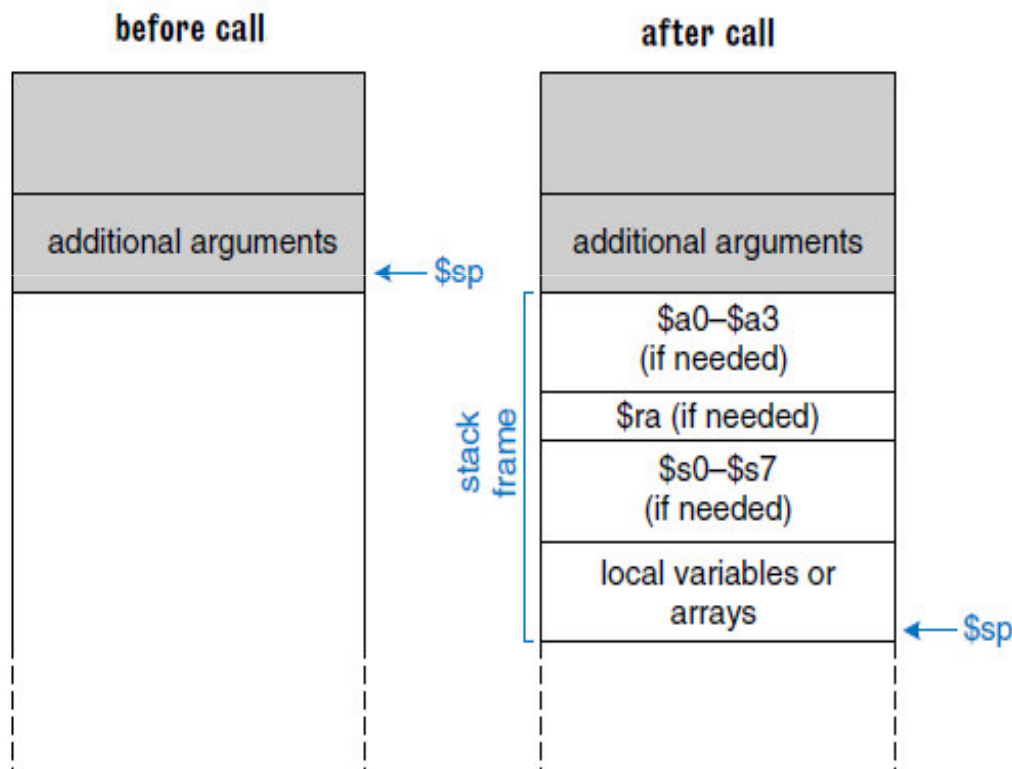 before call
after call
additional arguments
$sp
additional arguments
$a0–$a3
(if needed)
$ra (if needed)
$s0–$s7
(if needed)
local variables or
arrays
$sp
stack
frame